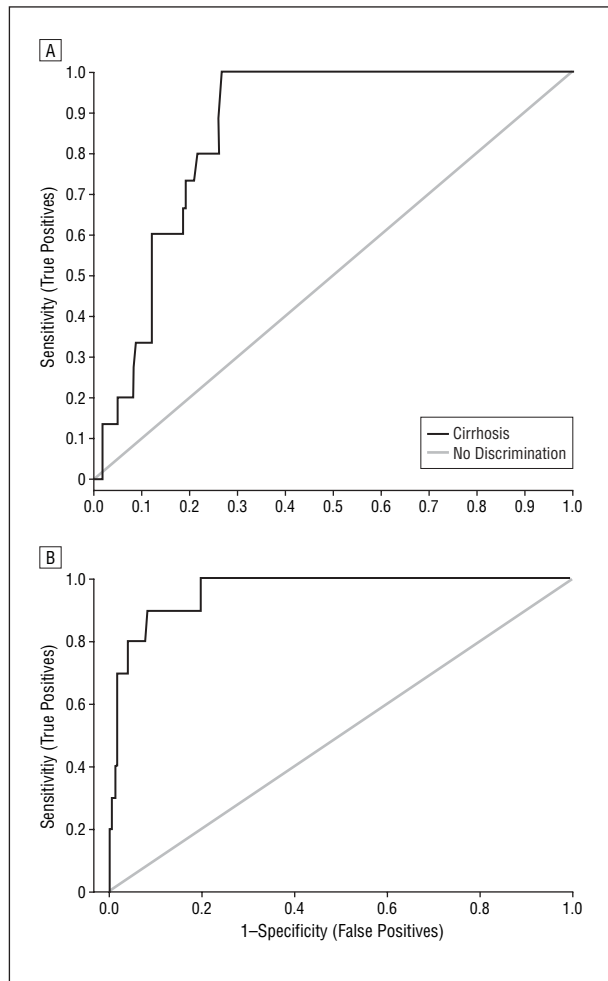 A
1.0
0.9
0.8
0.7
0.6
0.5
0.4
0.3
0.2
0.1
0
Sensitivity (True Positives)
Cirrhosis
No Discrimination
0.0 0.1 0.2 0.3 0.4 0.5 0.6 0.7 0.8 0.9 1.0
B
1.0
0.8
0.6
0.4
0.2
0
Sensitivitiy (True Positives)
0.0 0.2 0.4 0.6 0.8 1.0
1–Specificity (False Positives)